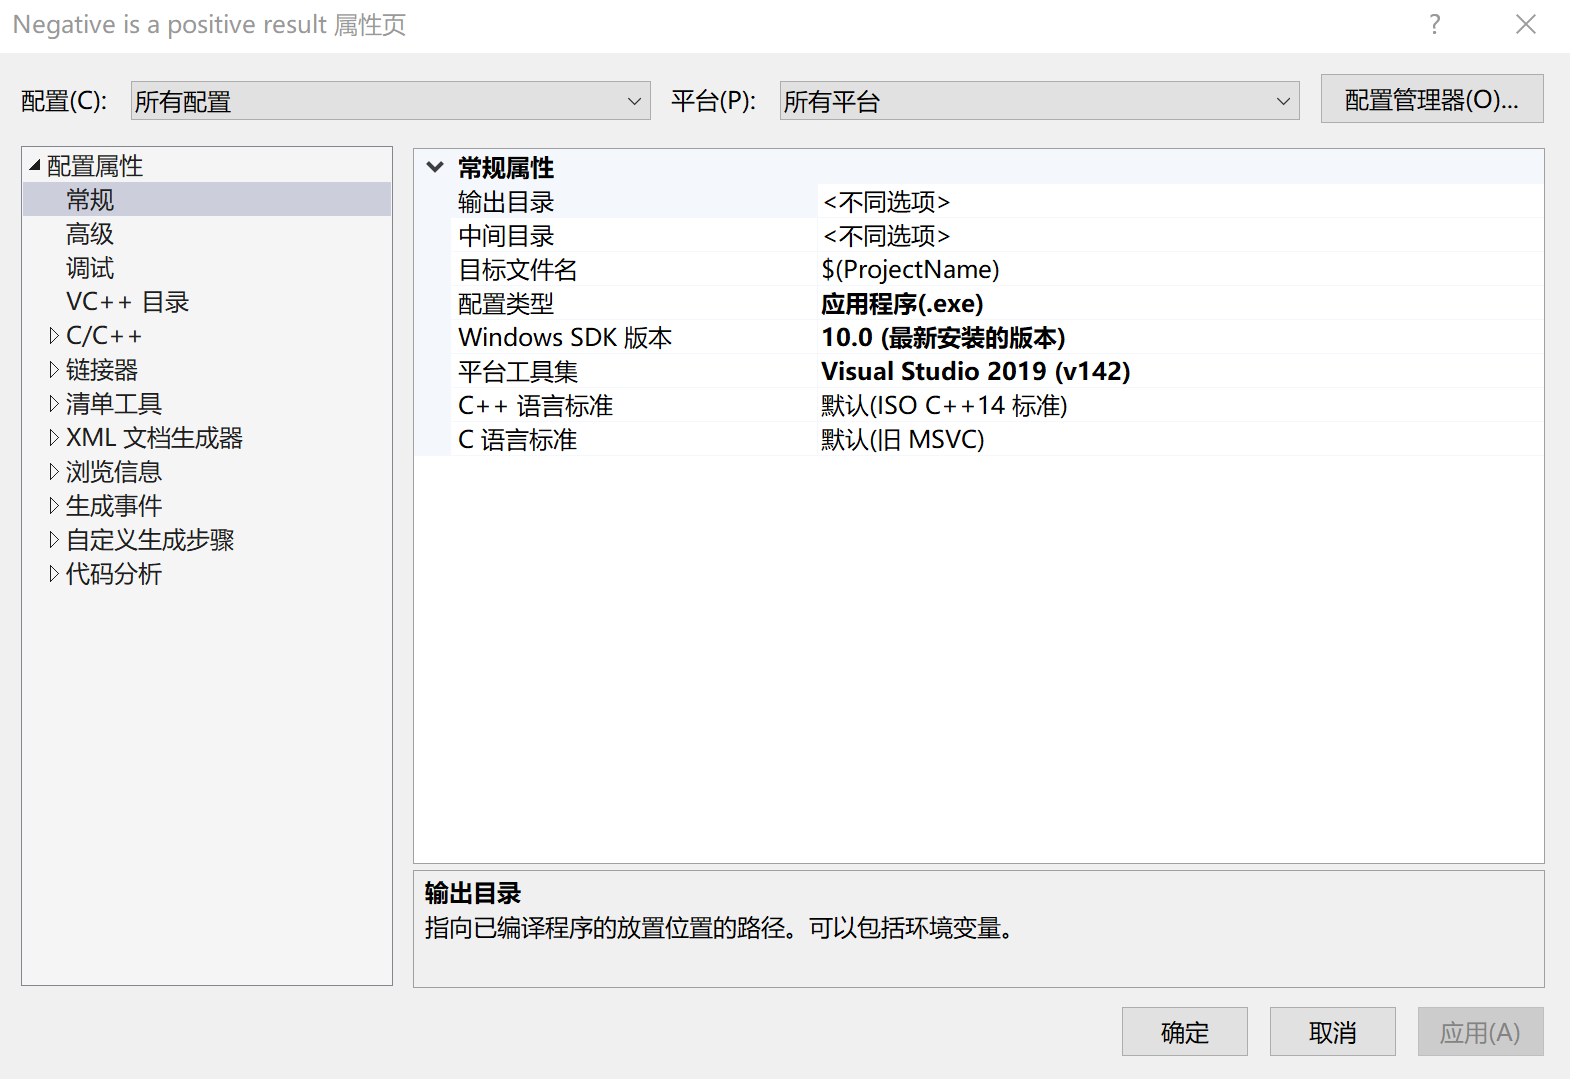 Negative is a positive result 属性页
配置(C): 所有配置 平台(P): 所有平台 配置管理器(O)...
配置属性
常规
高级
调试
VC++ 目录
C/C++
链接器
清单工具
XML 文档生成器
浏览信息
生成事件
自定义生成步骤
代码分析
常规属性
输出目录 <不同选项>
中间目录 <不同选项>
目标文件名 $(ProjectName)
配置类型 应用程序(.exe)
Windows SDK 版本 10.0 (最新安装的版本)
平台工具集 Visual Studio 2019 (v142)
C++ 语言标准 默认(ISO C++14 标准)
C 语言标准 默认(旧 MSVC)
输出目录
指向已编译程序的放置位置的路径。可以包括环境变量。
确定 取消 应用(A)